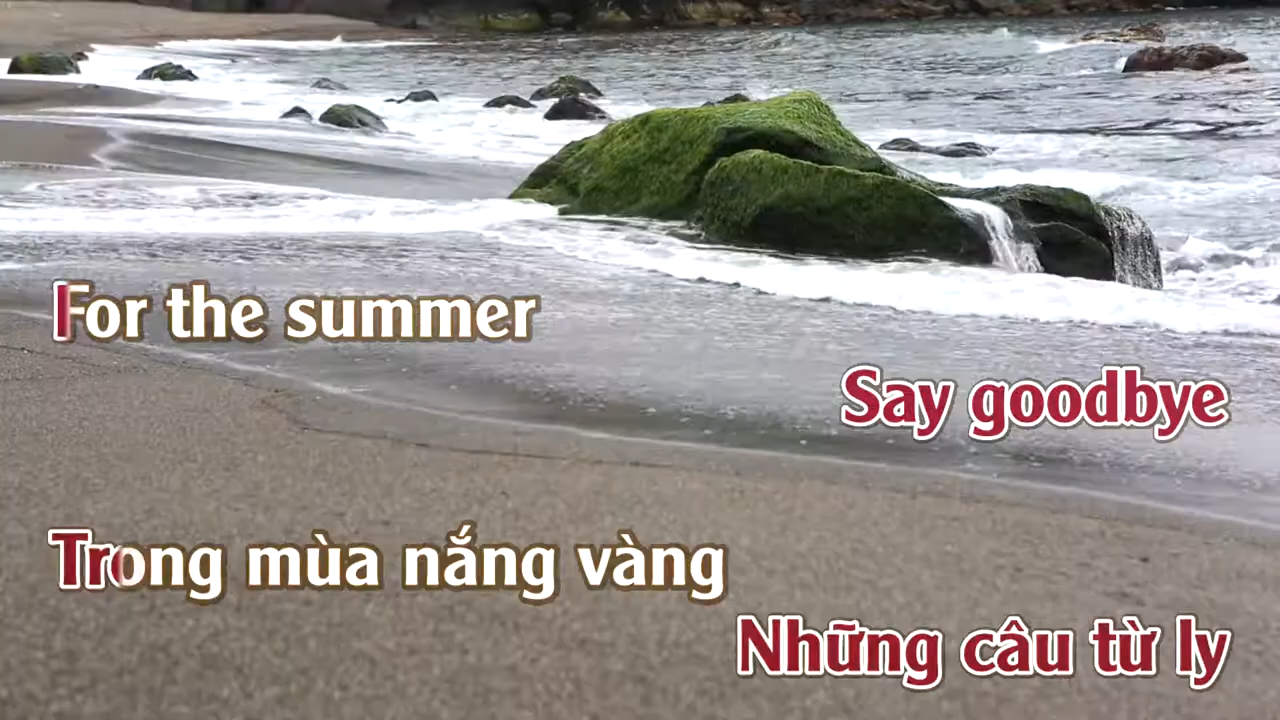 For the summer
Say goodbye
Trong mùa nắng vàng
Những câu từ ly